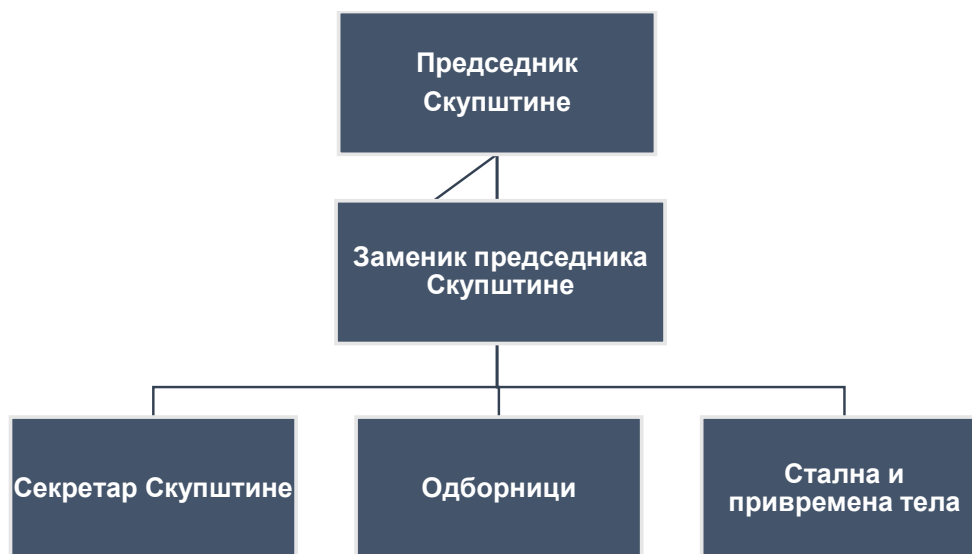 Председник
Скупштине
Заменик председника
Скупштине
Секретар Скупштине
Одборници
Стална и
привремена тела